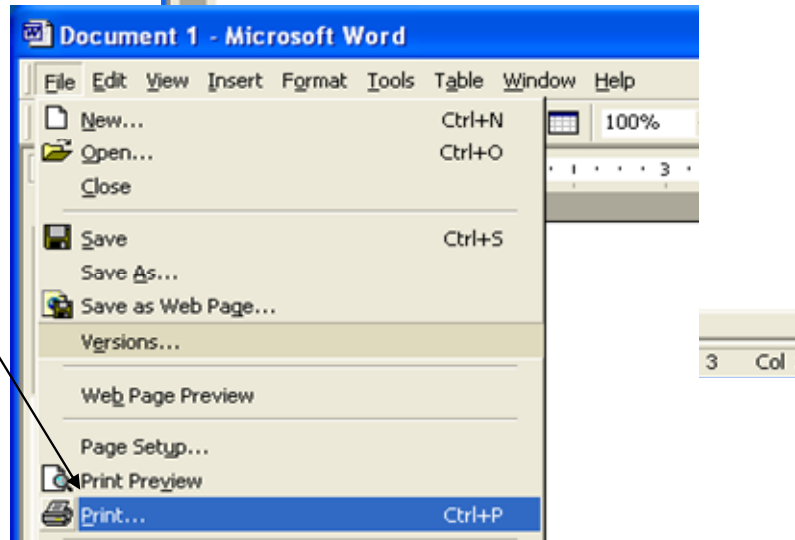 Document 1 - Microsoft Word
File Edit View Insert Format Tools Table Window Help
New... Ctrl+N
100%
Open... Ctrl+O
3
Close
Save Ctrl+S
Save As...
Save as Web Page...
Versions...
3 Col
Web Page Preview
Page Setup...
Print Preview
Print... Ctrl+P